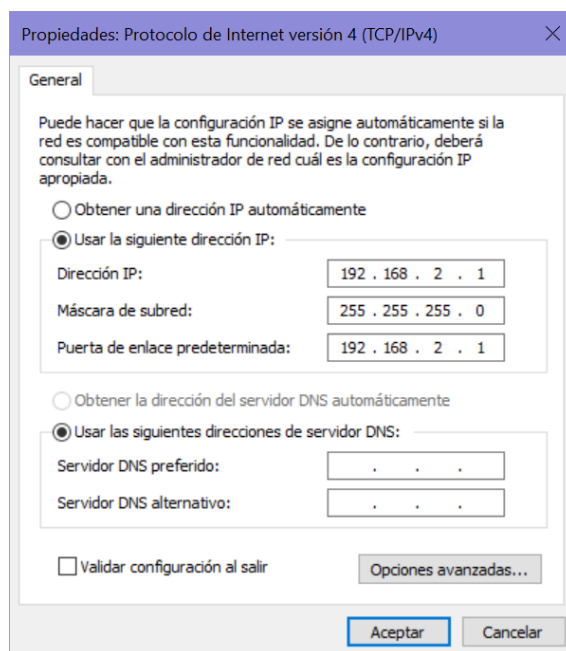 Propiedades: Protocolo de Internet versión 4 (TCP/IPv4)
General
Puede hacer que la configuración IP se asigne automáticamente si la
red es compatible con esta funcionalidad. De lo contrario, deberá
consultar con el administrador de red cuál es la configuración IP
apropiada.
Obtener una dirección IP automáticamente
Usar la siguiente dirección IP:
Dirección IP: 192 . 168 . 2 . 1
Máscara de subred: 255 . 255 . 255 . 0
Puerta de enlace predeterminada: 192 . 168 . 2 . 1
Obtener la dirección del servidor DNS automáticamente
Usar las siguientes direcciones de servidor DNS:
Servidor DNS preferido: . . .
Servidor DNS alternativo: . . .
Validar configuración al salir Opciones avanzadas...
Aceptar Cancelar